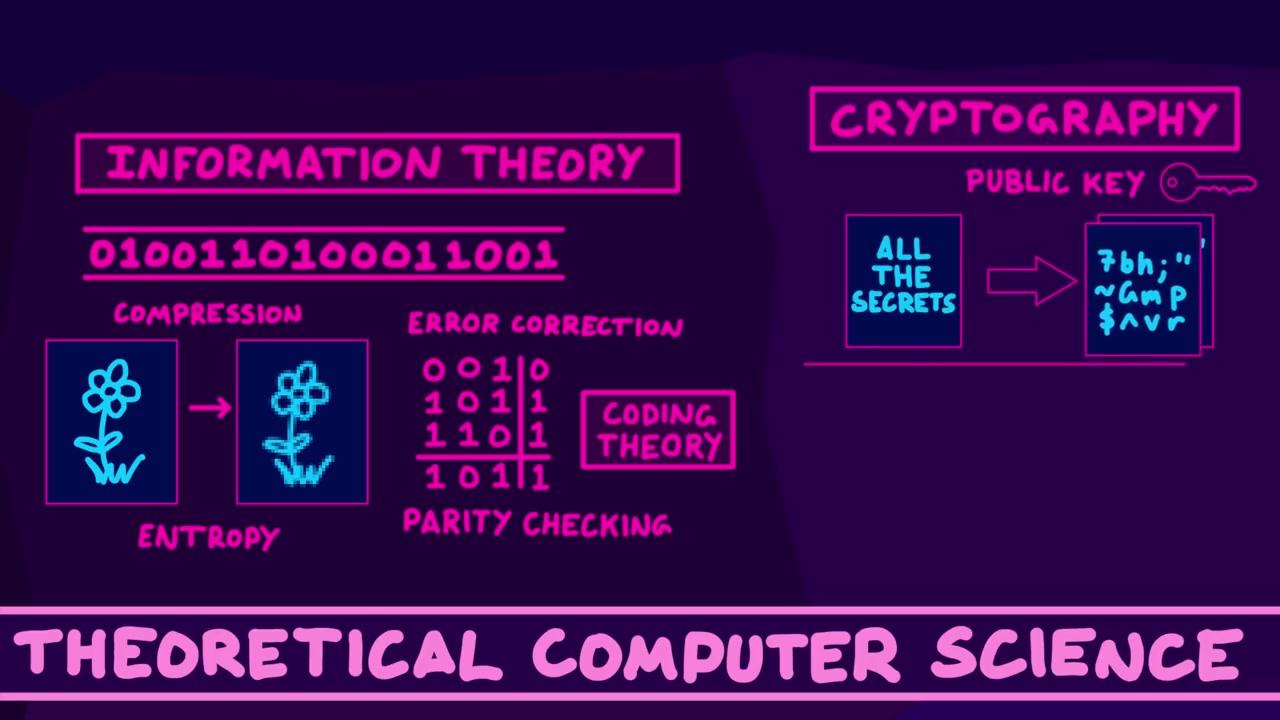 INFORMATION THEORY
0100110100011001
COMPRESSION
ENTROPY
ERROR CORRECTION
0 0 1 0
1 0 1 1
1 1 0 1
1 0 1 1
PARITY CHECKING
CODING
THEORY
CRYPTOGRAPHY
PUBLIC KEY
ALL
THE
SECRETS
7bh;"
~Gmp
$^vr
THEORETICAL COMPUTER SCIENCE